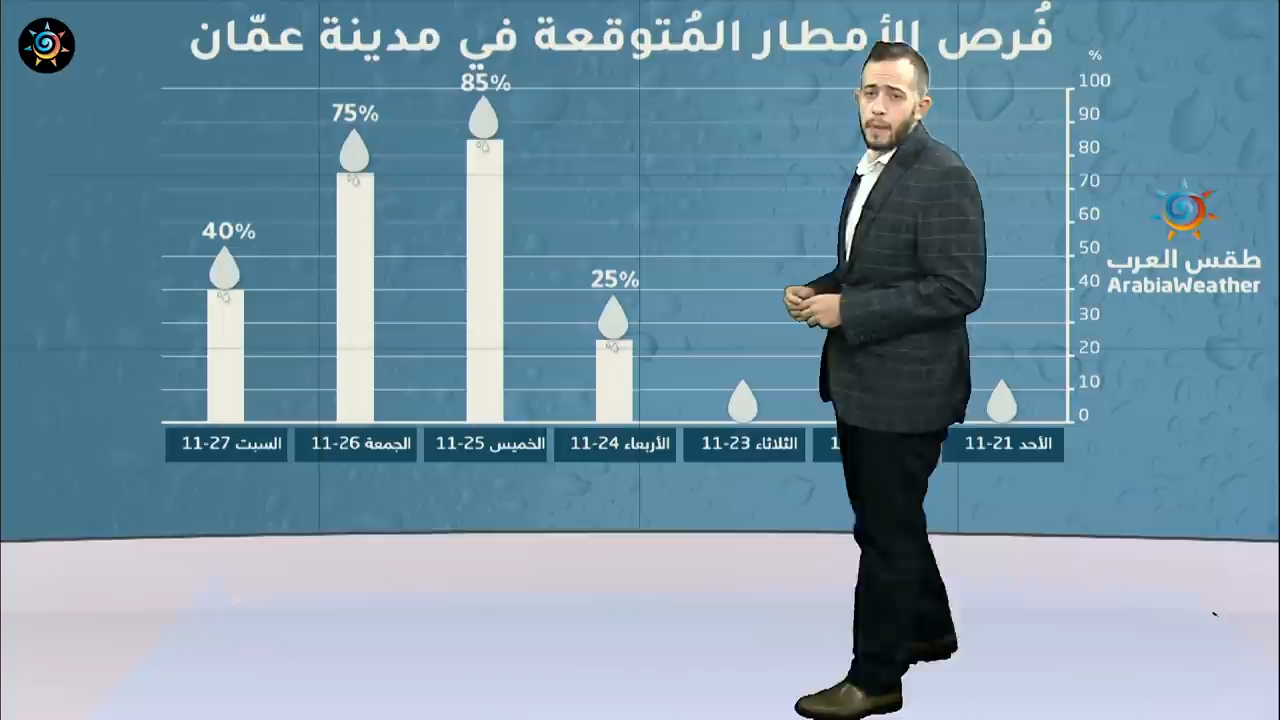 فُرص الأمطار المُتوقعة في مدينة عمّان
%
100
90
80
70
60
50
40
30
20
10
0
85%
75%
40%
25%
الأحد 21-11
الثلاثاء 23-11
الأربعاء 24-11
الخميس 25-11
الجمعة 26-11
السبت 27-11
طقس العرب
ArabiaWeather